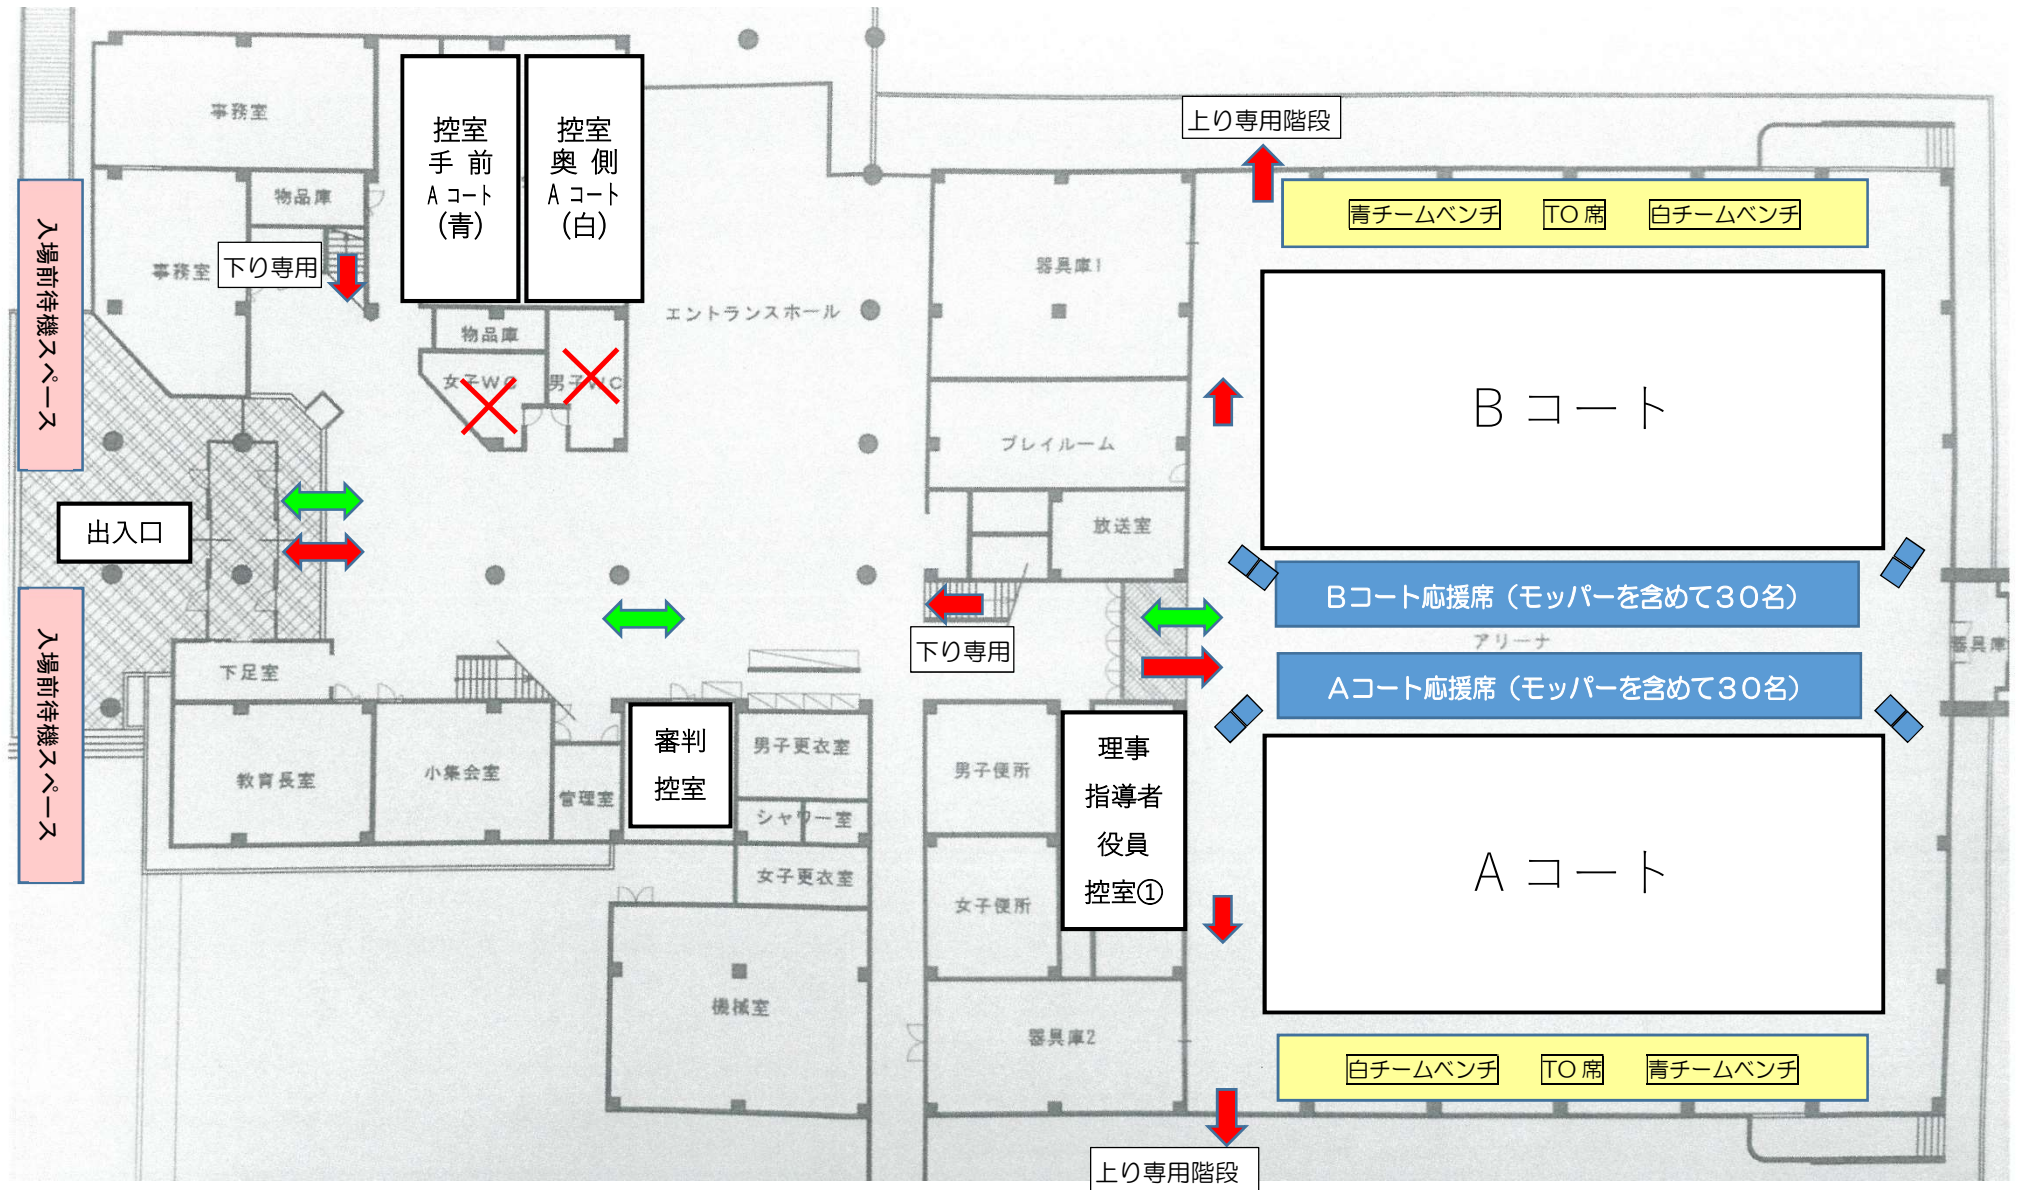 事務室
控室
手 前
A コート
(青)
控室
奥 側
A コート
(白)
上り専用階段
入場前待機スペース
物品庫
下り専用
事務室
青チームベンチ
TO席
白チームベンチ
器具庫1
エントランスホール
物品庫
女子WC
男子WC
Bコート
プレイルーム
出入口
放送室
Bコート応援席（モッパーを含めて３０名）
下り専用
アリーナ
器具庫
入場前待機スペース
下足室
Aコート応援席（モッパーを含めて３０名）
教育長室
小集会室
管理室
審判
控室
男子更衣室
シャワー室
女子更衣室
男子便所
女子便所
理事
指導者
役員
控室①
Aコート
機械室
器具庫2
白チームベンチ
TO席
青チームベンチ
上り専用階段